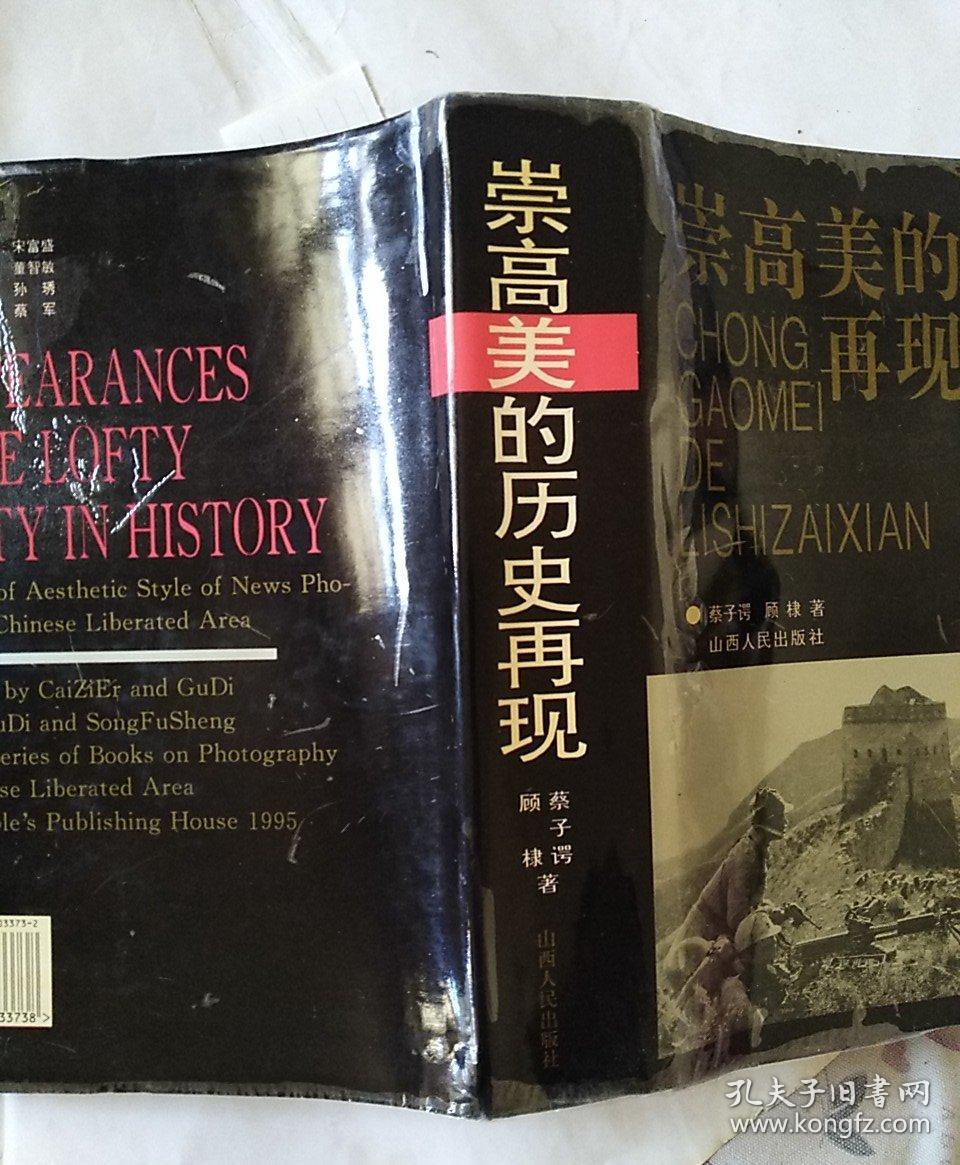 宋富盛
董智敏
孙 琇
蔡 军
EARANCES
E LOFTY
TY IN HISTORY
of Aesthetic Style of News Pho-
Chinese Liberated Area
by CaiZiEr and GuDi
uDi and SongFuSheng
eries of Books on Photography
se Liberated Area
ple's Publishing House 1995
03373-2
33738>
崇高美的历史再现
蔡子谔
顾棣著
山西人民出版社
崇高美的
再现
CHONG
GAOMEI
DE
LISHIZAIXIAN
蔡子谔 顾棣著
山西人民出版社
孔夫子旧书网
www.kongfz.com